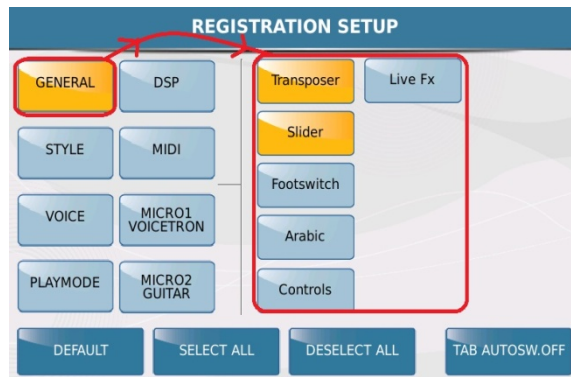 REGISTRATION SETUP
GENERAL
DSP
STYLE
MIDI
VOICE
MICRO1
VOICETRON
PLAYMODE
MICRO2
GUITAR
Transposer
Live Fx
Slider
Footswitch
Arabic
Controls
DEFAULT
SELECT ALL
DESELECT ALL
TAB AUTOSW.OFF